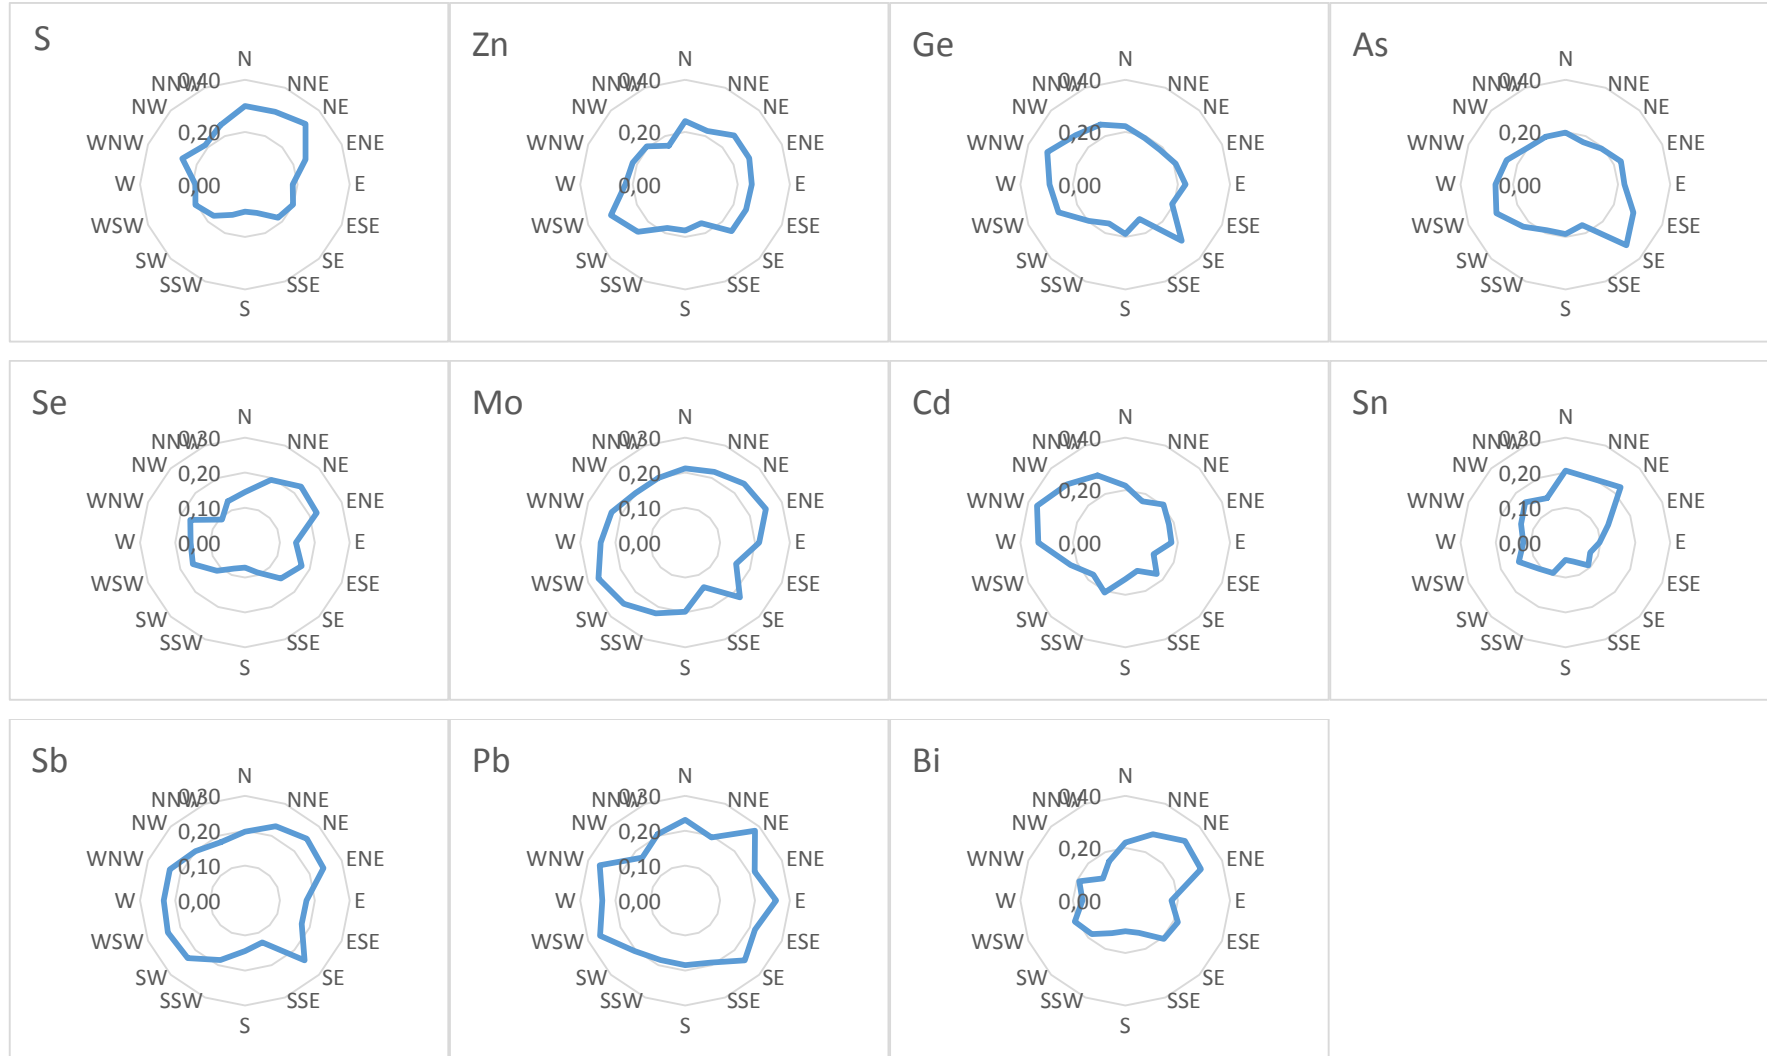 S
N
NNW 0,40 NNE
NW NE
WNW 0,20 ENE
W 0,00 E
WSW ESE
SW SE
SSW SSE
S
Zn
N
NNW 0,40 NNE
NW NE
WNW 0,20 ENE
W 0,00 E
WSW ESE
SW SE
SSW SSE
S
Ge
N
NNW 0,40 NNE
NW NE
WNW 0,20 ENE
W 0,00 E
WSW ESE
SW SE
SSW SSE
S
As
N
NNW 0,40 NNE
NW NE
WNW 0,20 ENE
W 0,00 E
WSW ESE
SW SE
SSW SSE
S
Se
N
NNW 0,30 NNE
NW NE
0,20
WNW ENE
0,10
W 0,00 E
WSW ESE
SW SE
SSW SSE
S
Mo
N
NNW 0,30 NNE
NW NE
0,20
WNW ENE
0,10
W 0,00 E
WSW ESE
SW SE
SSW SSE
S
Cd
N
NNW 0,40 NNE
NW NE
WNW 0,20 ENE
W 0,00 E
WSW ESE
SW SE
SSW SSE
S
Sn
N
NNW 0,30 NNE
NW NE
0,20
WNW ENE
0,10
W 0,00 E
WSW ESE
SW SE
SSW SSE
S
Sb
N
NNW 0,30 NNE
NW NE
0,20
WNW ENE
0,10
W 0,00 E
WSW ESE
SW SE
SSW SSE
S
Pb
N
NNW 0,30 NNE
NW NE
0,20
WNW ENE
0,10
W 0,00 E
WSW ESE
SW SE
SSW SSE
S
Bi
N
NNW 0,40 NNE
NW NE
WNW 0,20 ENE
W 0,00 E
WSW ESE
SW SE
SSW SSE
S